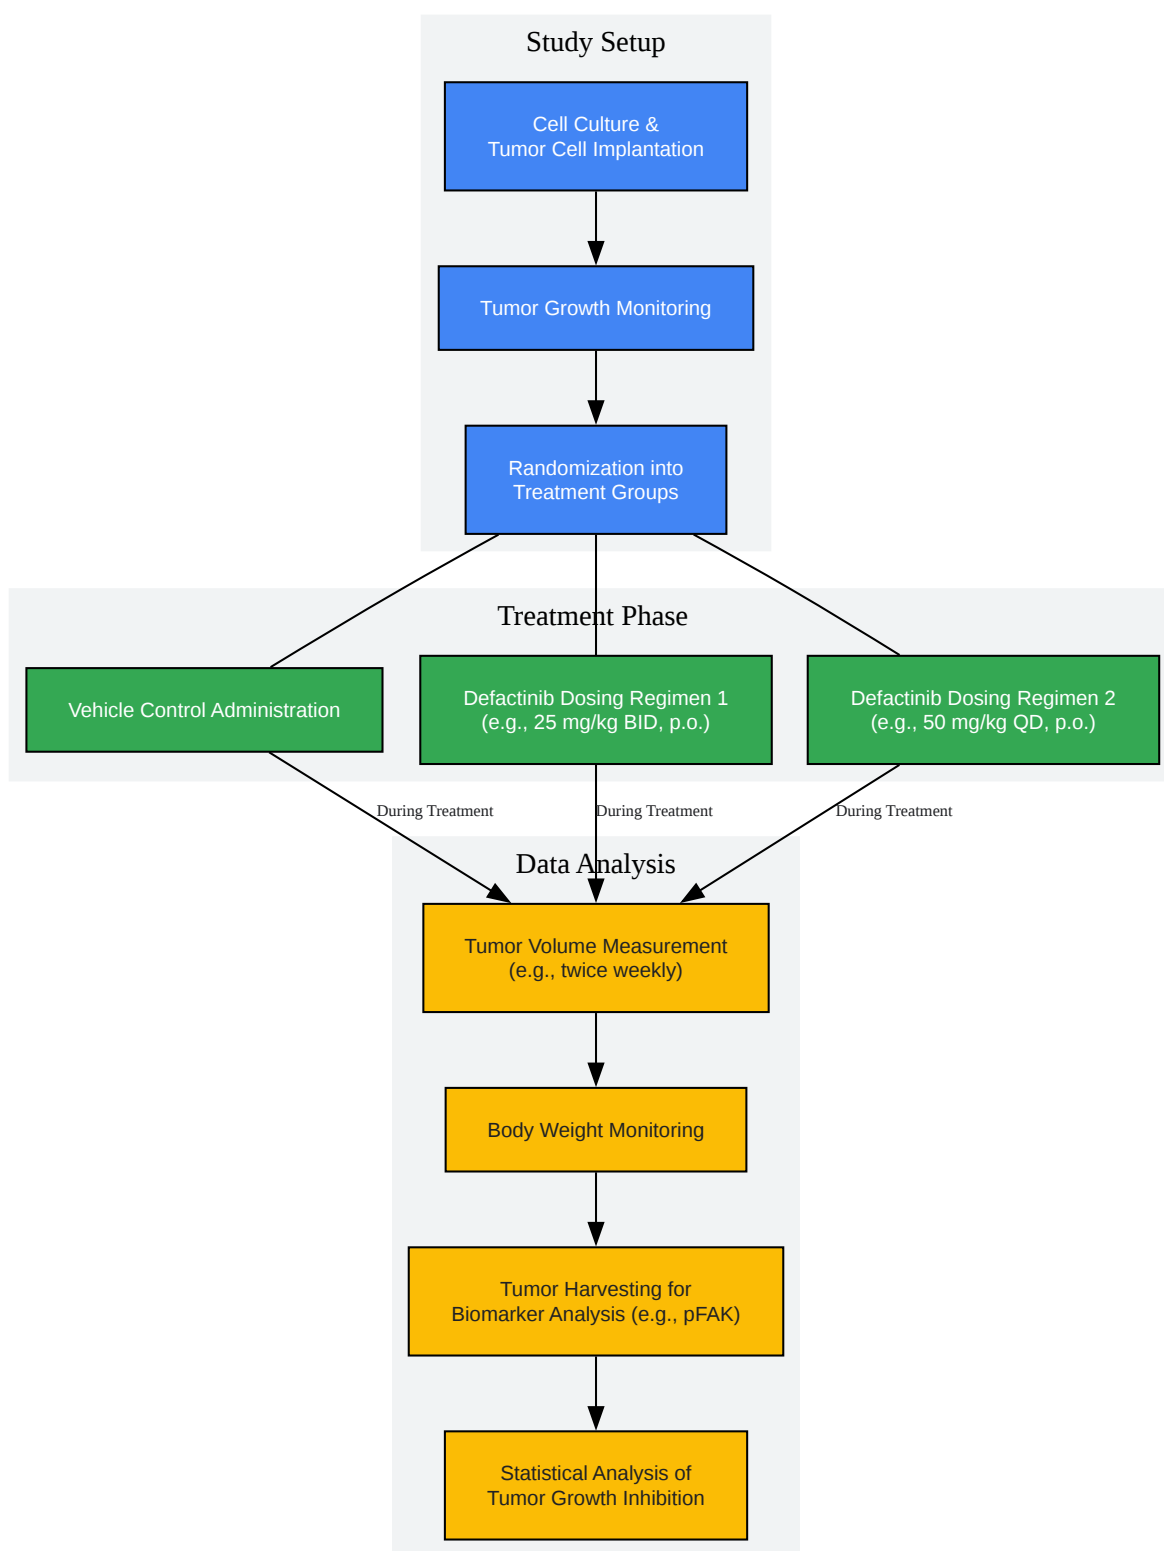 Study Setup
Cell Culture &
Tumor Cell Implantation
Tumor Growth Monitoring
Randomization into
Treatment Groups
Treatment Phase
Vehicle Control Administration
Defactinib Dosing Regimen 1
(e.g., 25 mg/kg BID, p.o.)
Defactinib Dosing Regimen 2
(e.g., 50 mg/kg QD, p.o.)
During Treatment
During Treatment
During Treatment
Data Analysis
Tumor Volume Measurement
(e.g., twice weekly)
Body Weight Monitoring
Tumor Harvesting for
Biomarker Analysis (e.g., pFAK)
Statistical Analysis of
Tumor Growth Inhibition